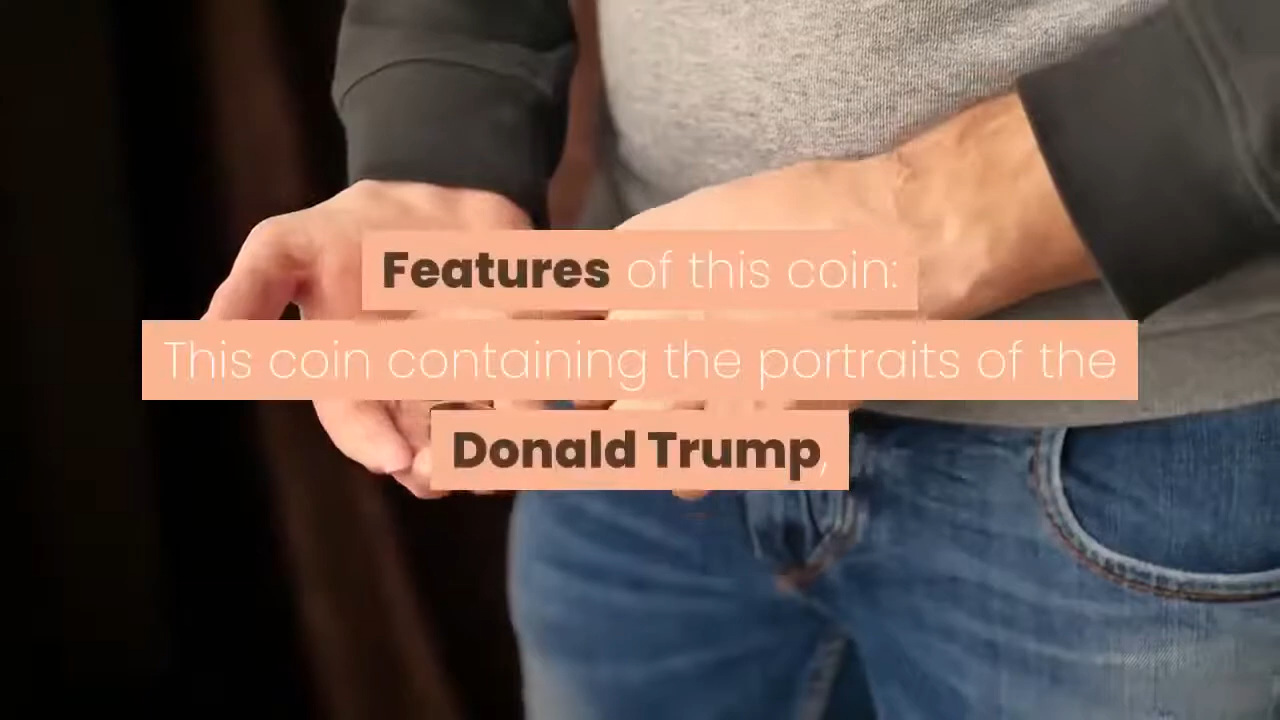 Features of this coin:
This coin containing the portraits of the
Donald Trump,